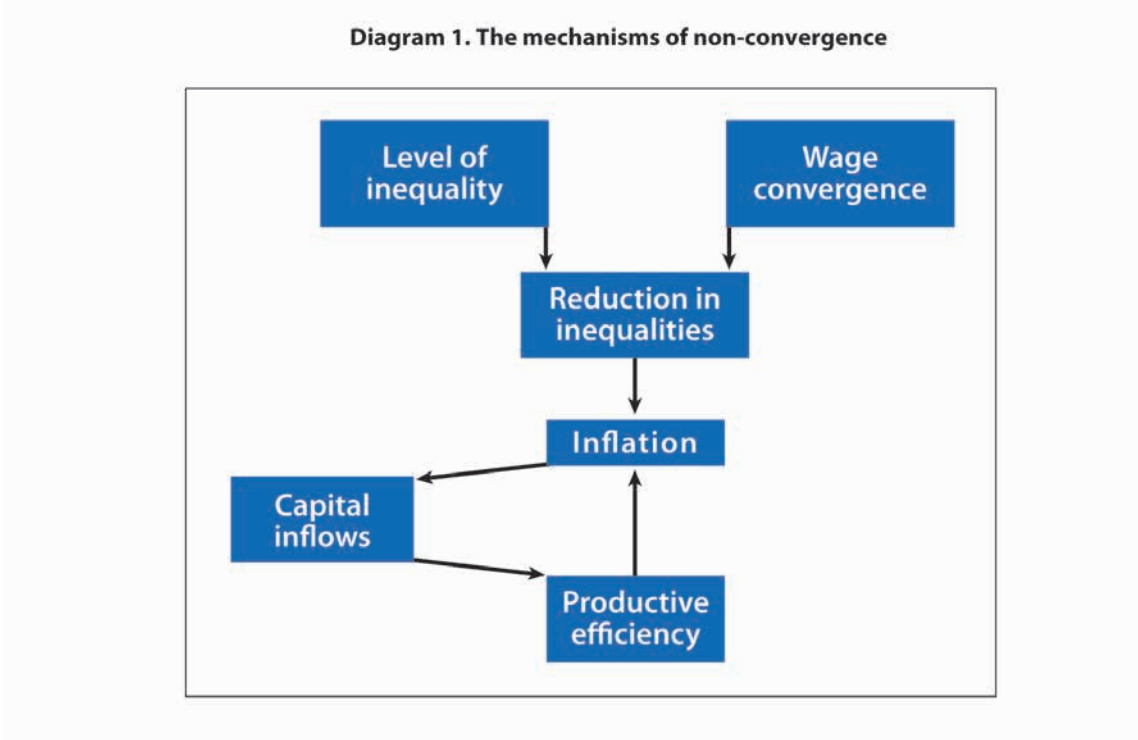 Diagram 1. The mechanisms of non-convergence
Level of
inequality
Wage
convergence
Reduction in
inequalities
Inflation
Capital
inflows
Productive
efficiency